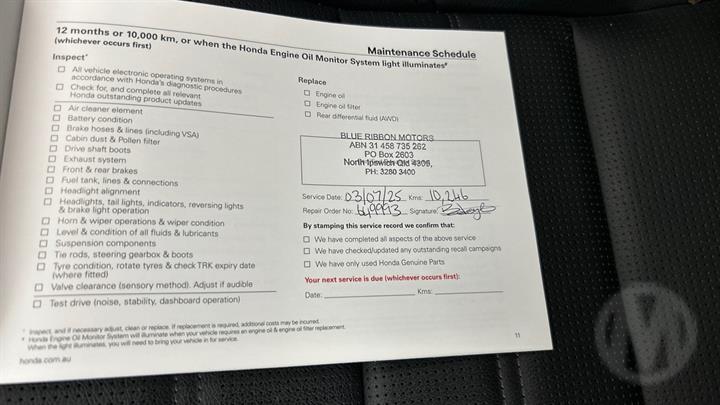 12 months or 10,000 km, or when the Honda Engine Oil Monitor System light illuminates#
(whichever occurs first)
Maintenance Schedule
Inspect*
All vehicle electronic operating systems in
accordance with Honda's diagnostic procedures
Check for, and complete all relevant
Honda outstanding product updates
Air cleaner element
Battery condition
Brake hoses & lines (including VSA)
Cabin dust & Pollen filter
Drive shaft boots
Exhaust system
Front & rear brakes
Fuel tank, lines & connections
Headlight alignment
Headlights, tail lights, indicators, reversing lights
& brake light operation
Horn & wiper operations & wiper condition
Level & condition of all fluids & lubricants
Suspension components
Tie rods, steering gearbox & boots
Tyre condition, rotate tyres & check TRK expiry date
(where fitted)
Valve clearance (sensory method). Adjust if audible
Test drive (noise, stability, dashboard operation)
Replace
Engine oil
Engine oil filter
Rear differential fluid (AWD)
BLUE RIBBON MOTORS
ABN 31 458 735 262
PO Box 2603
North Ipswich Qld 4305,
PH: 3280 3400
Service Date: 03/07/25 Kms: 10,246
Repair Order No: 649993 Signature:
By stamping this service record we confirm that:
We have completed all aspects of the above service
We have checked/updated any outstanding recall campaigns
We have only used Honda Genuine Parts
Your next service is due (whichever occurs first):
Date: Kms:
* Inspect, and if necessary adjust, clean or replace. If replacement is required, additional costs may be incurred.
# Honda Engine Oil Monitor System will illuminate when your vehicle requires an engine oil & engine oil filter replacement.
When the light illuminates, you will need to bring your vehicle in for service.
honda.com.au
11
M